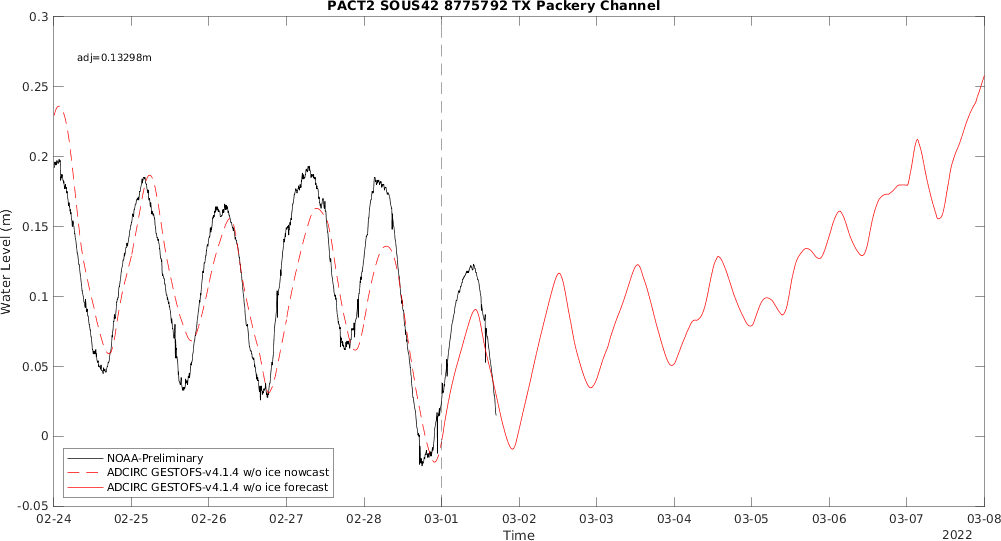 PACT2 SOUS42 8775792 TX Packery Channel
adj=0.13298m
0.3
0.25
0.2
0.15
0.1
0.05
0
-0.05
Water Level (m)
NOAA-Preliminary
ADCIRC GESTOFS-v4.1.4 w/o ice nowcast
ADCIRC GESTOFS-v4.1.4 w/o ice forecast
02-24 02-25 02-26 02-27 02-28 03-01 03-02 03-03 03-04 03-05 03-06 03-07 03-08
Time
2022